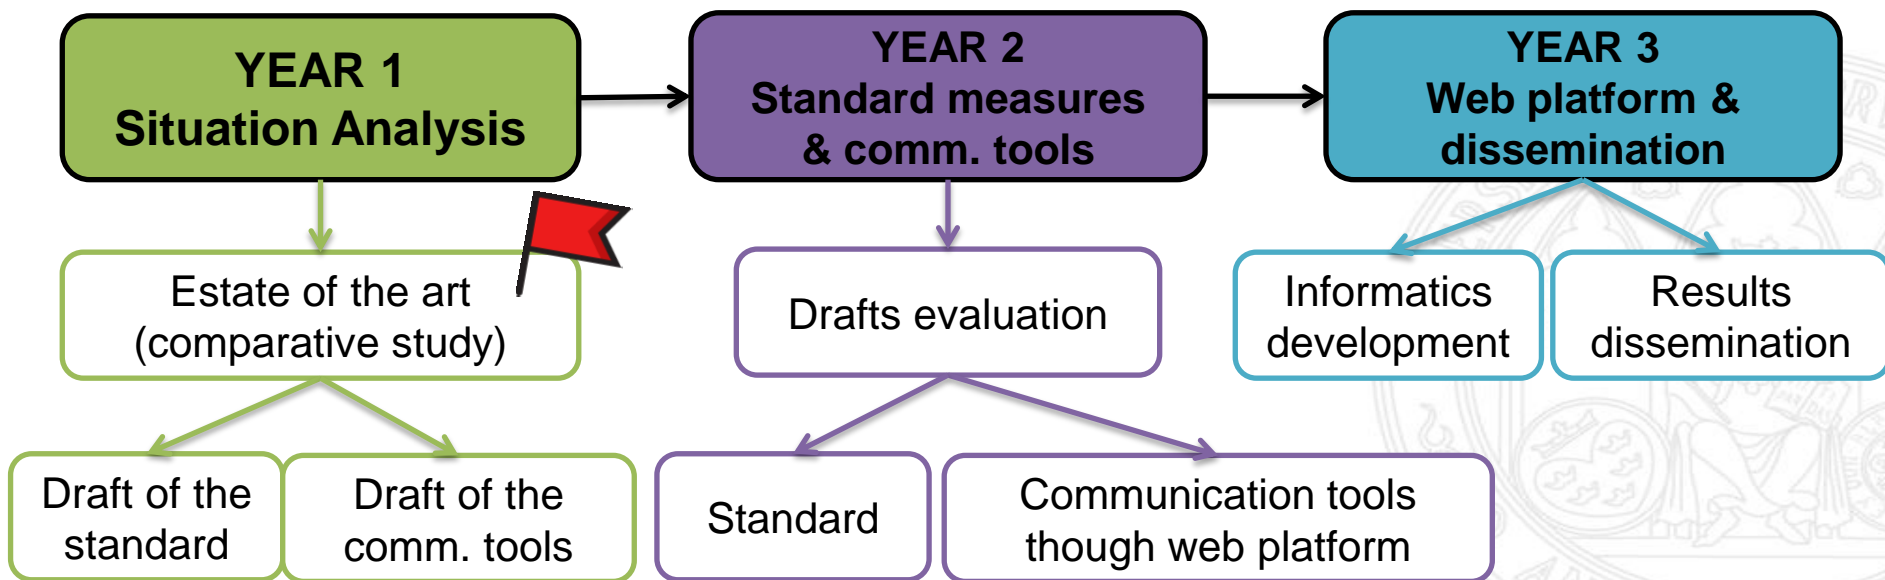 YEAR 1
Situation Analysis
YEAR 2
Standard measures
& comm. tools
YEAR 3
Web platform &
dissemination
Estate of the art
(comparative study)
Drafts evaluation
Informatics
development
Results
dissemination
Draft of the
standard
Draft of the
comm. tools
Standard
Communication tools
though web platform